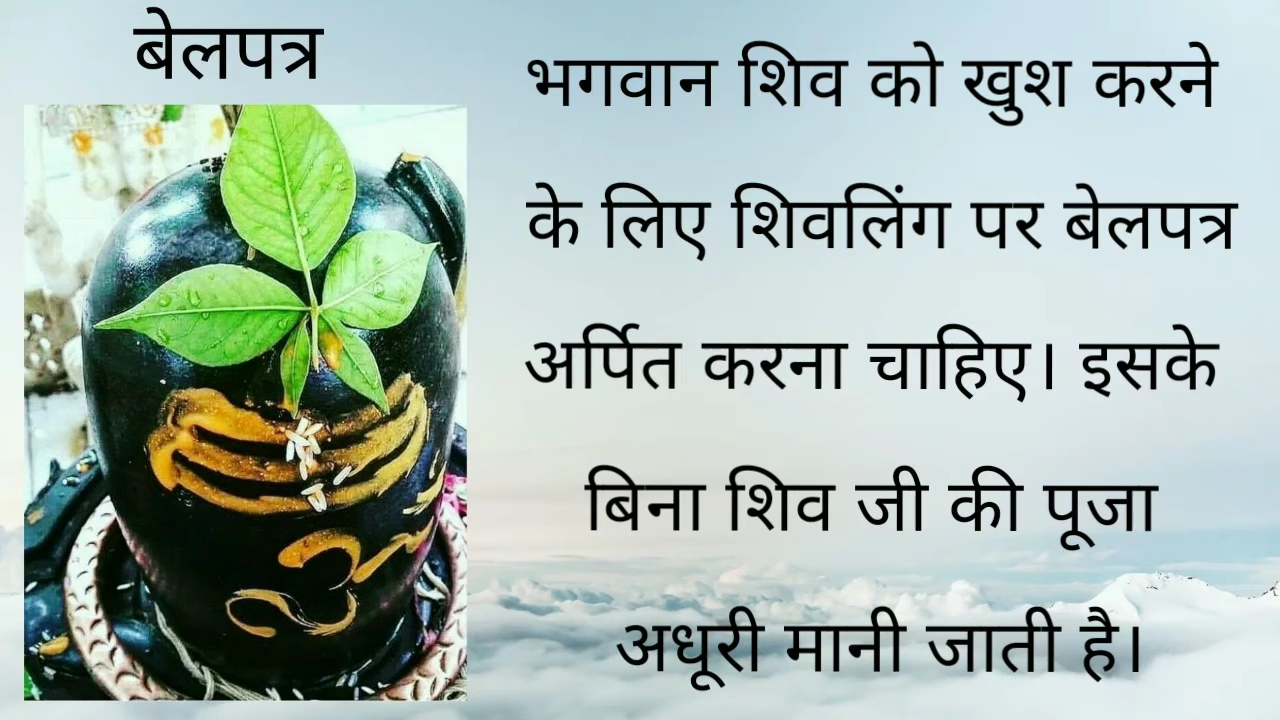 बेलपत्र
भगवान शिव को खुश करने
के लिए शिवलिंग पर बेलपत्र
अर्पित करना चाहिए। इसके
बिना शिव जी की पूजा
अधूरी मानी जाती है।